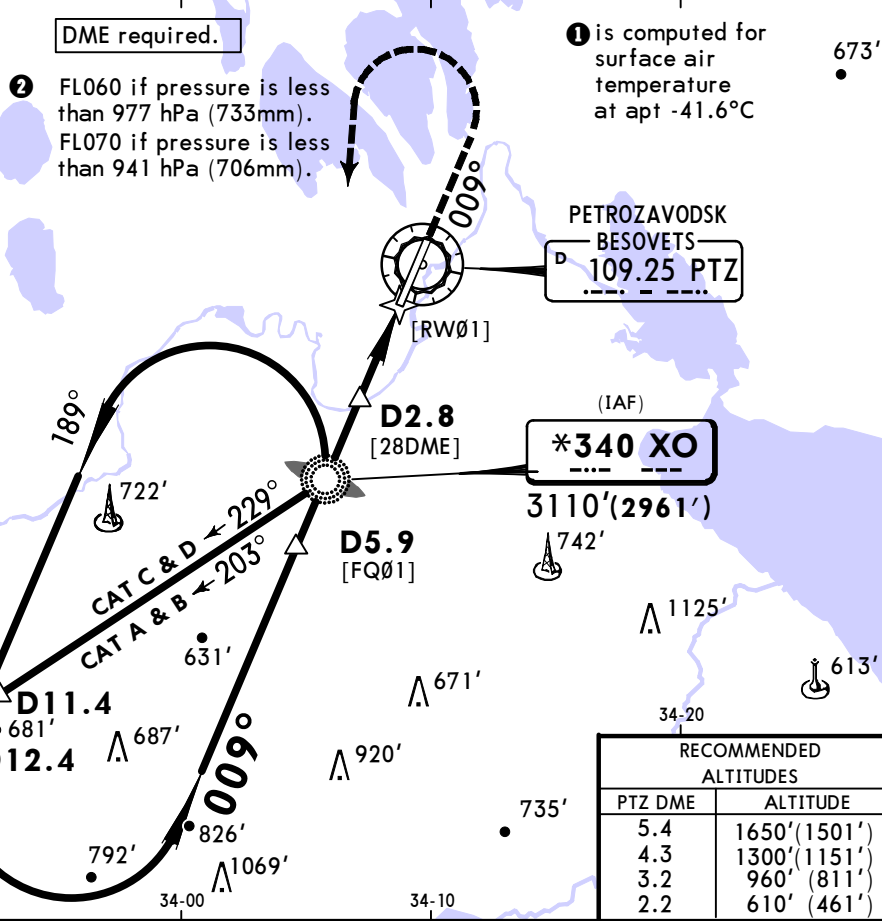 DME required.
❷ FL060 if pressure is less
than 977 hPa (733mm).
FL070 if pressure is less
than 941 hPa (706mm).
❶ is computed for
surface air
temperature
at apt -41.6°C
673'
009°
PETROZAVODSK
BESOVETS
D 109.25 PTZ
[RWØ1]
189°
D2.8
[28DME]
(IAF)
*340 XO
3110'(2961')
722'
CAT C & D ← 229°
CAT A & B ← 203°
D5.9
[FQØ1]
742'
1125'
631'
671'
613'
D11.4
681'
12.4
687'
009°
920'
34-20
735'
826'
792'
1069'
34-00
34-10
RECOMMENDED
ALTITUDES
PTZ DME ALTITUDE
5.4 1650'(1501')
4.3 1300'(1151')
3.2 960' (811')
2.2 610' (461')